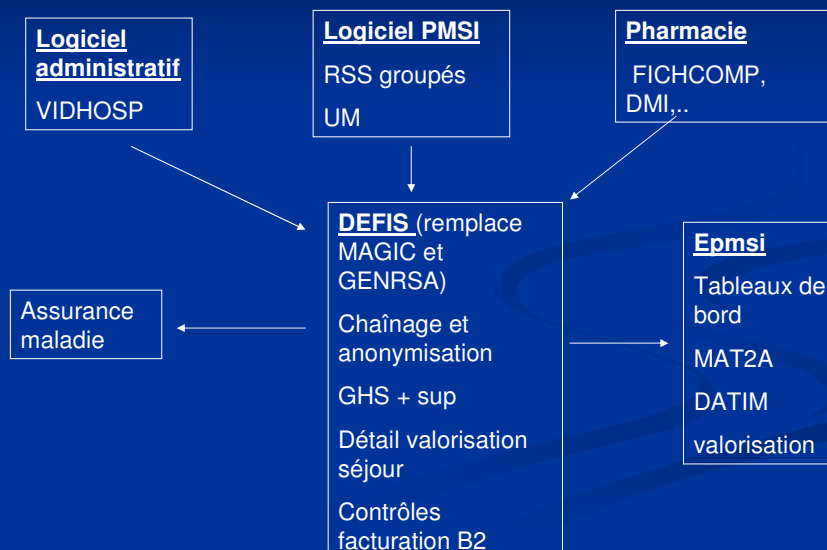 Logiciel
administratif
VIDHOSP
Logiciel PMSI
RSS groupés
UM
Pharmacie
FICHCOMP,
DMI,..
DEFIS (remplace
MAGIC et
GENRSA)
Chaînage et
anonymisation
GHS + sup
Détail valorisation
séjour
Contrôles
facturation B2
Assurance
maladie
Epmsi
Tableaux de
bord
MAT2A
DATIM
valorisation